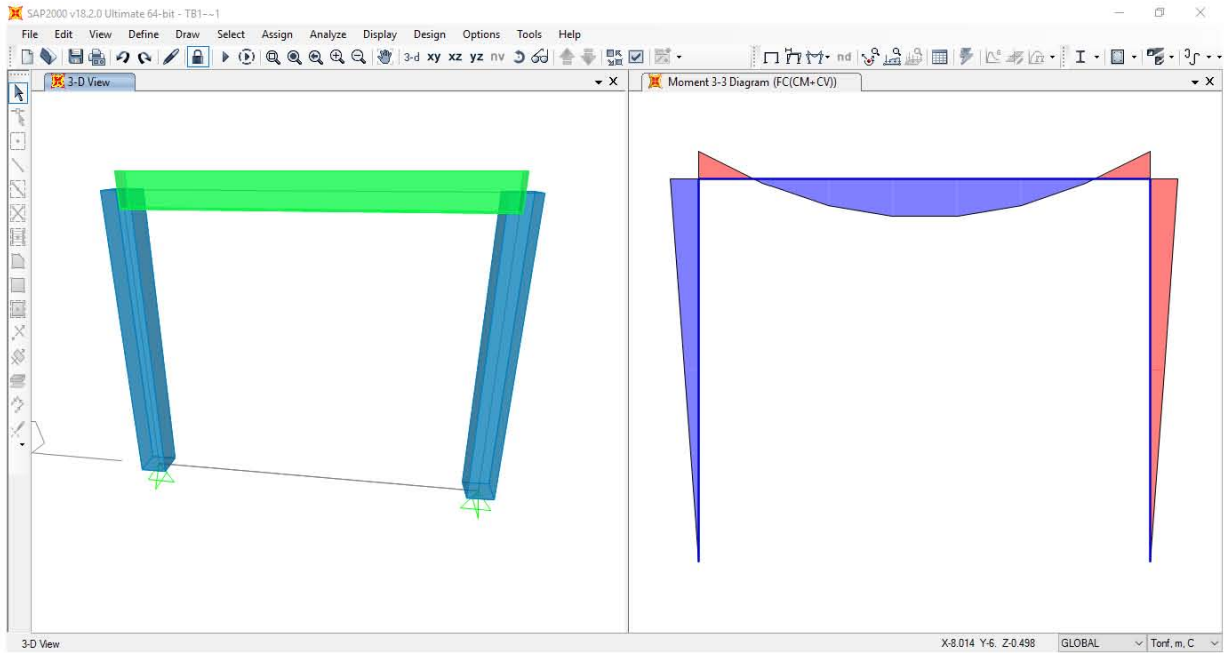 SAP2000 v18.2.0 Ultimate 64-bit - TB1~~1
File Edit View Define Draw Select Assign Analyze Display Design Options Tools Help
3-d xy xz yz nv nd
3-D View
Moment 3-3 Diagram (FC(CM+CV))
3-D View
X-8.014 Y-6. Z-0.498
GLOBAL
Tonf, m, C